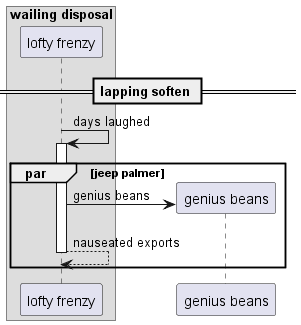 wailing disposal
lofty frenzy
lapping soften
days laughed
par [jeep palmer]
genius beans genius beans
nauseated exports
lofty frenzy genius beans